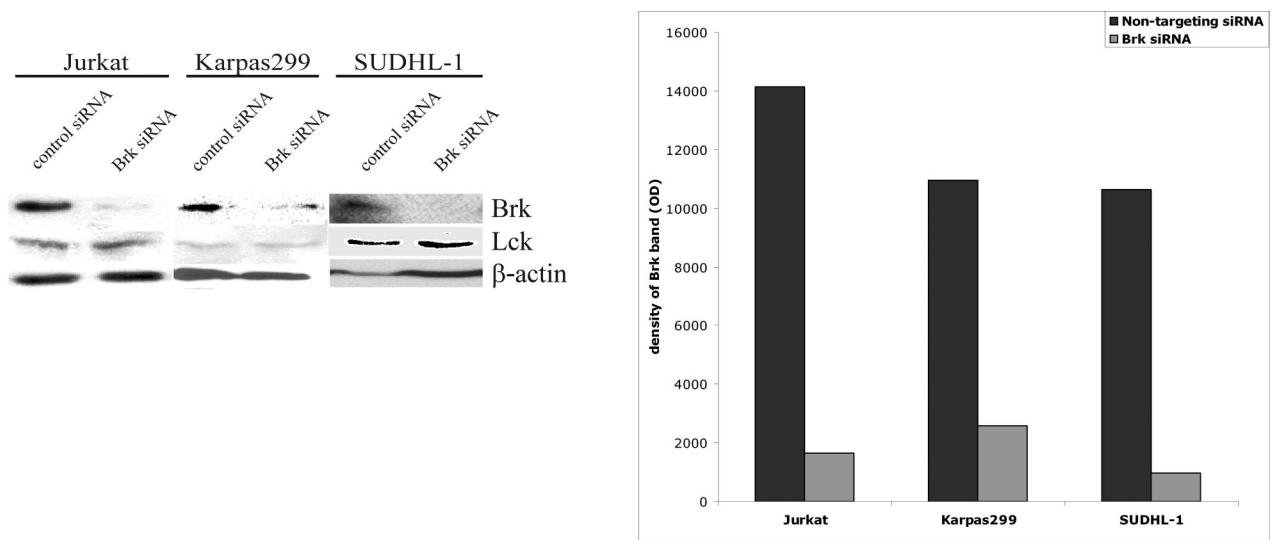 Jurkat Karpas299 SUDHL-1
control siRNA Brk siRNA control siRNA Brk siRNA control siRNA Brk siRNA
Brk
Lck
β-actin
Non-targeting siRNA
Brk siRNA
density of Brk band (OD)
16000
14000
12000
10000
8000
6000
4000
2000
0
Jurkat Karpas299 SUDHL-1